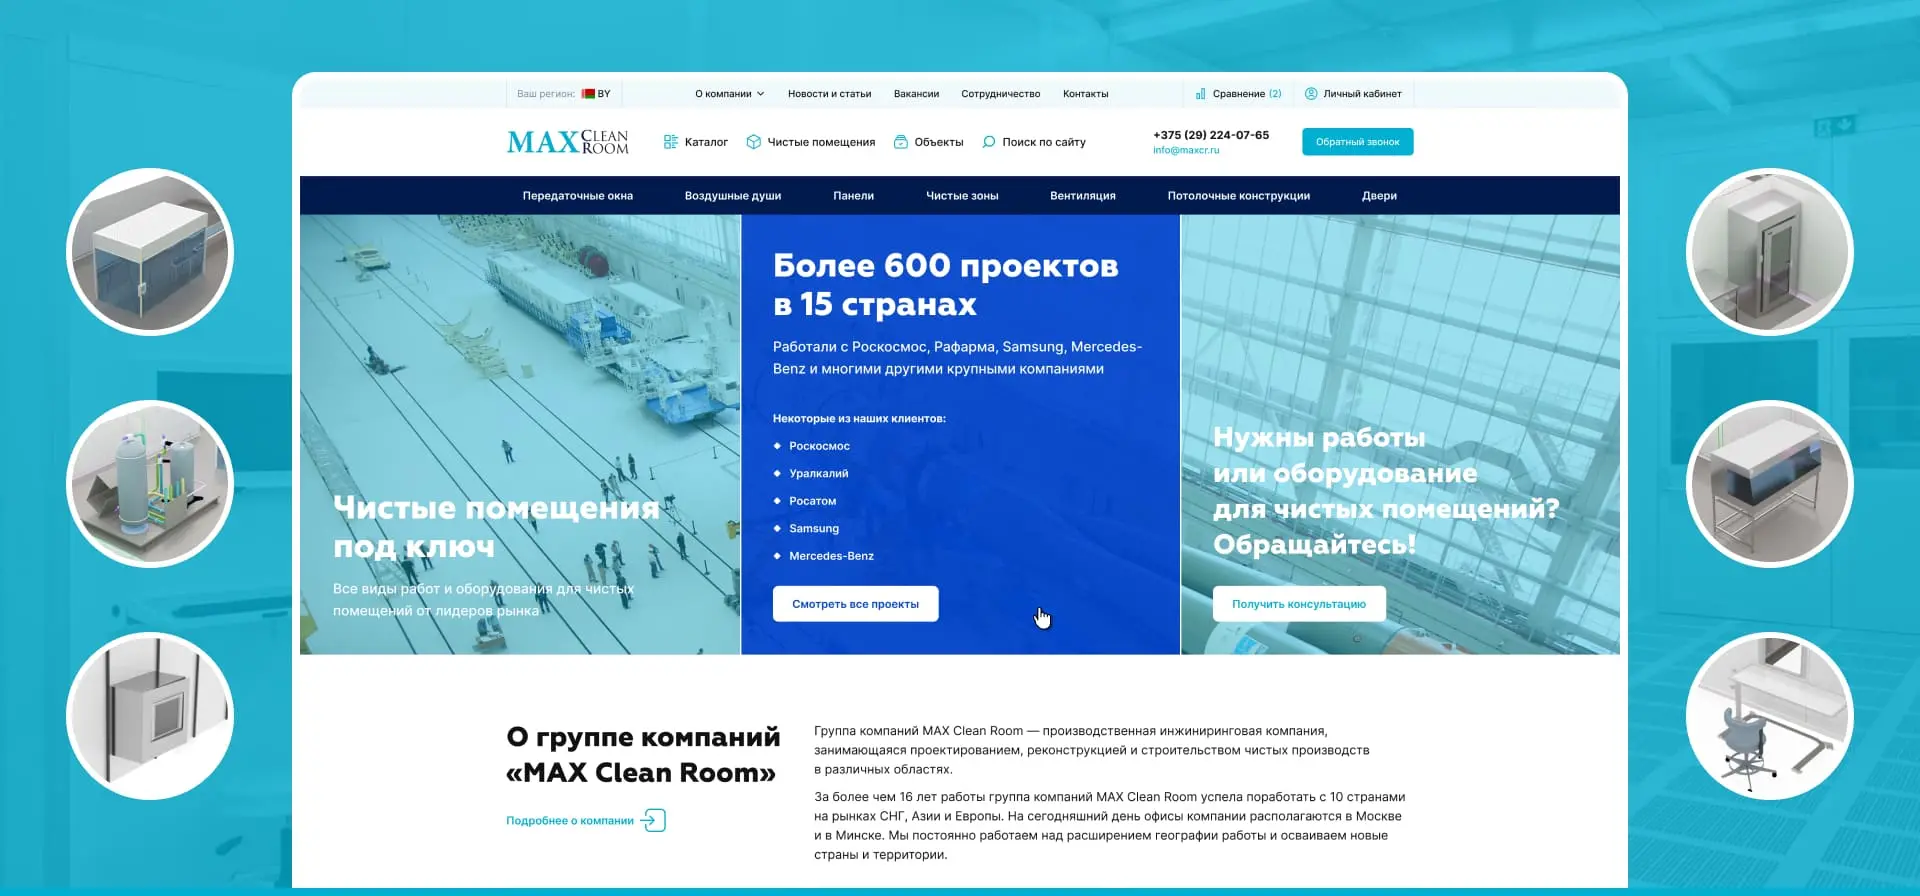 Ваш регион: BY
О компании
Новости и статьи
Вакансии
Сотрудничество
Контакты
Сравнение (2)
Личный кабинет
MAX CLEAN ROOM
Каталог
Чистые помещения
Объекты
Поиск по сайту
+375 (29) 224-07-65
info@maxcr.ru
Обратный звонок
Передаточные окна
Воздушные души
Панели
Чистые зоны
Вентиляция
Потолочные конструкции
Двери
Чистые помещения
под ключ
Все виды работ и оборудования для чистых
помещений от лидеров рынка
Более 600 проектов
в 15 странах
Работали с Роскосмос, Рафарма, Samsung, Mercedes-
Benz и многими другими крупными компаниями
Некоторые из наших клиентов:
Роскосмос
Уралкалий
Росатом
Samsung
Mercedes-Benz
Смотреть все проекты
Нужны работы
или оборудование
для чистых помещений?
Обращайтесь!
Получить консультацию
О группе компаний
«MAX Clean Room»
Подробнее о компании
Группа компаний MAX Clean Room — производственная инжиниринговая компания,
занимающаяся проектированием, реконструкцией и строительством чистых производств
в различных областях.
За более чем 16 лет работы группа компаний MAX Clean Room успела поработать с 10 странами
на рынках СНГ, Азии и Европы. На сегодняшний день офисы компании располагаются в Москве
и в Минске. Мы постоянно работаем над расширением географии работы и осваиваем новые
страны и территории.